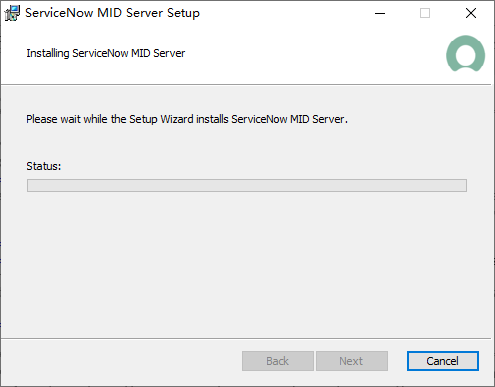 ServiceNow MID Server Setup
Installing ServiceNow MID Server
Please wait while the Setup Wizard installs ServiceNow MID Server.
Status:
Back Next Cancel